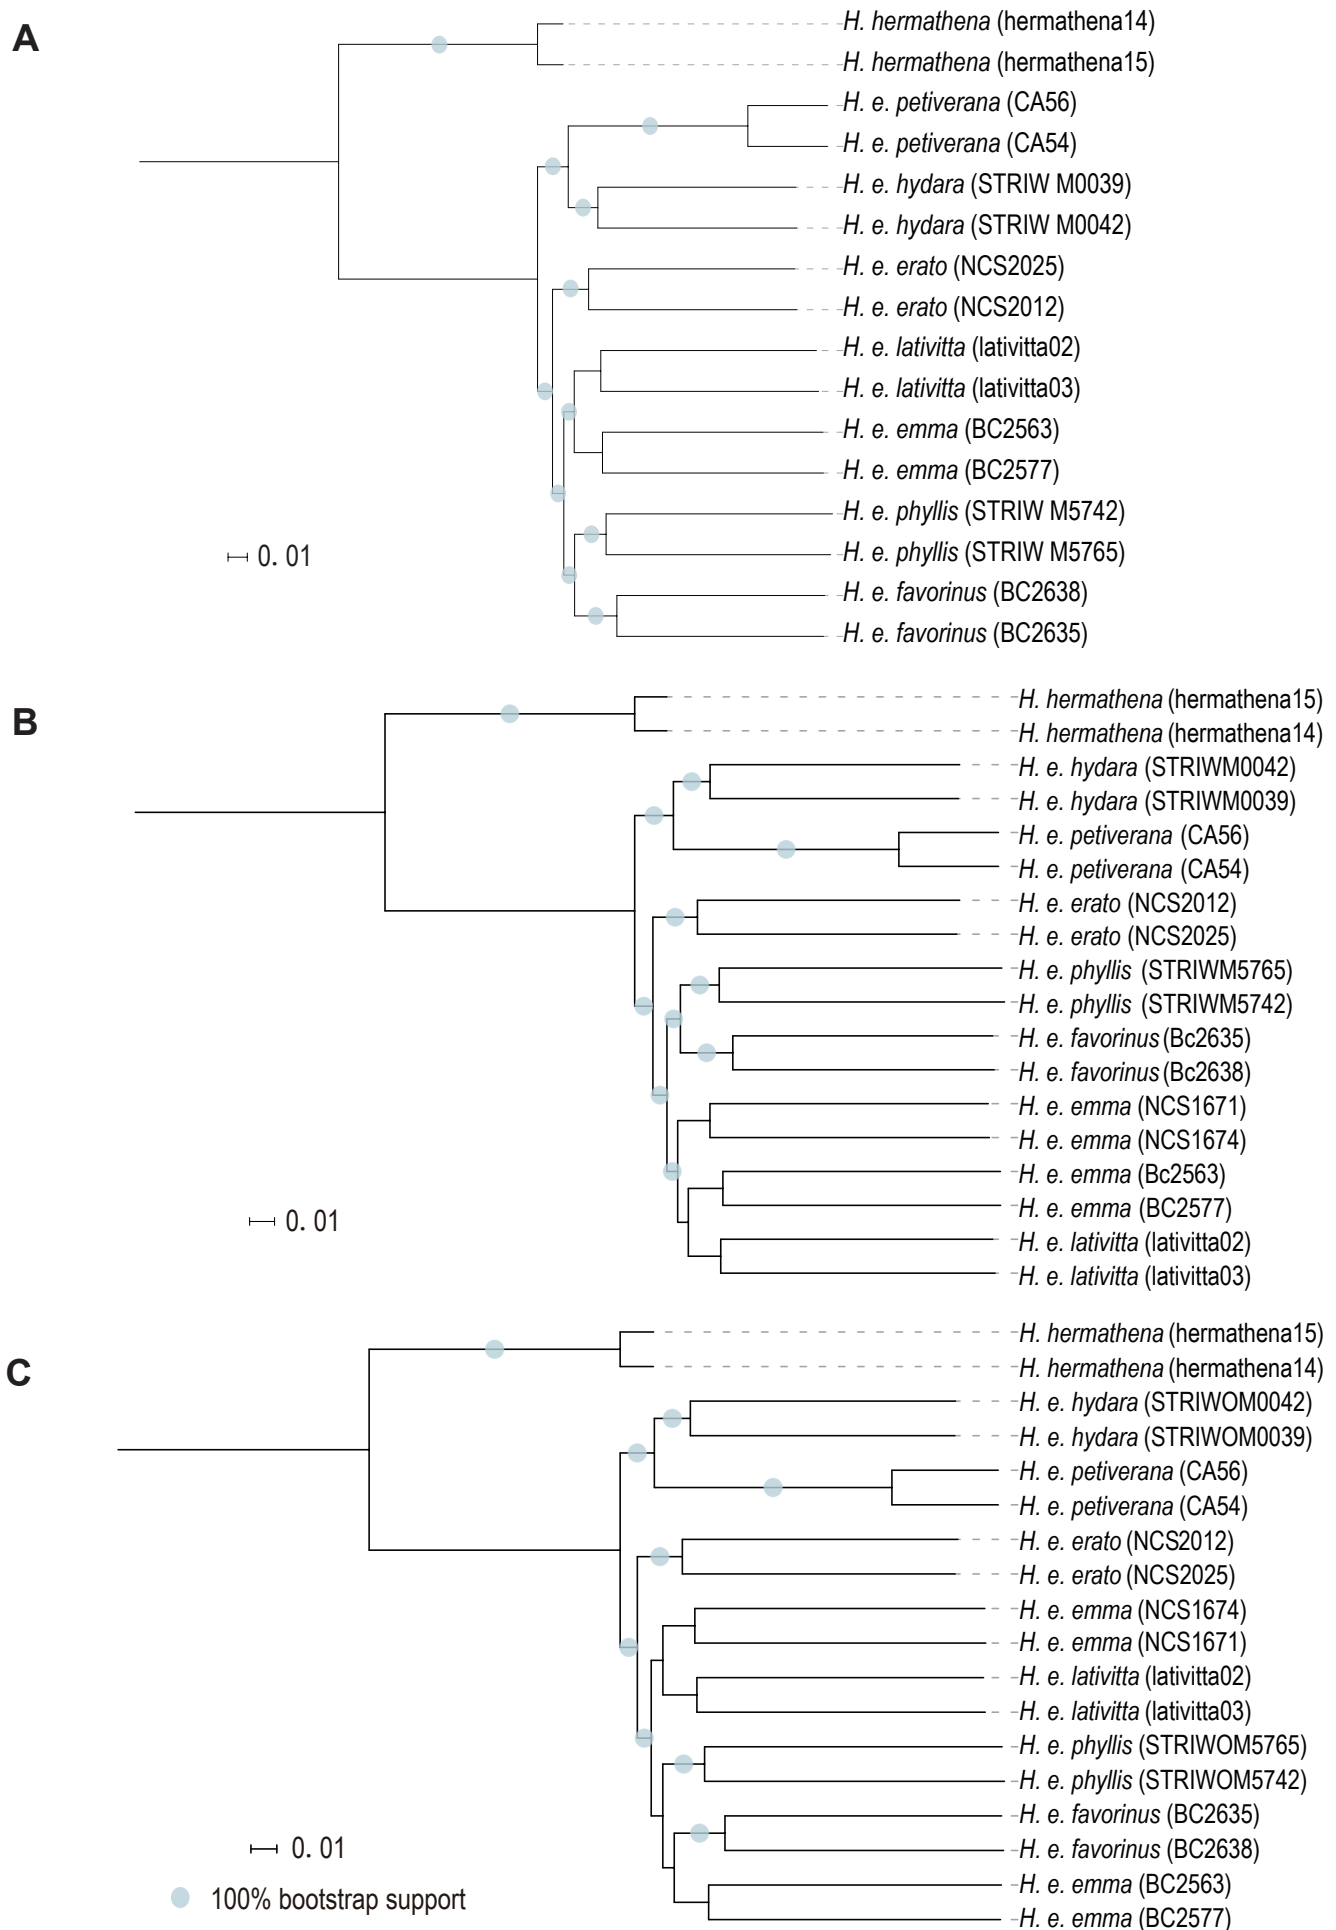 A
H. hermathena (hermathena14)
H. hermathena (hermathena15)
H. e. petiverana (CA56)
H. e. petiverana (CA54)
H. e. hydara (STRIW M0039)
H. e. hydara (STRIW M0042)
H. e. erato (NCS2025)
H. e. erato (NCS2012)
H. e. lativitta (lativitta02)
H. e. lativitta (lativitta03)
H. e. emma (BC2563)
H. e. emma (BC2577)
H. e. phyllis (STRIW M5742)
H. e. phyllis (STRIW M5765)
H. e. favorinus (BC2638)
H. e. favorinus (BC2635)
0. 01
B
H. hermathena (hermathena15)
H. hermathena (hermathena14)
H. e. hydara (STRIWM0042)
H. e. hydara (STRIWM0039)
H. e. petiverana (CA56)
H. e. petiverana (CA54)
H. e. erato (NCS2012)
H. e. erato (NCS2025)
H. e. phyllis (STRIWM5765)
H. e. phyllis (STRIWM5742)
H. e. favorinus (Bc2635)
H. e. favorinus (Bc2638)
H. e. emma (NCS1671)
H. e. emma (NCS1674)
H. e. emma (Bc2563)
H. e. emma (BC2577)
H. e. lativitta (lativitta02)
H. e. lativitta (lativitta03)
0. 01
C
H. hermathena (hermathena15)
H. hermathena (hermathena14)
H. e. hydara (STRIWOM0042)
H. e. hydara (STRIWOM0039)
H. e. petiverana (CA56)
H. e. petiverana (CA54)
H. e. erato (NCS2012)
H. e. erato (NCS2025)
H. e. emma (NCS1674)
H. e. emma (NCS1671)
H. e. lativitta (lativitta02)
H. e. lativitta (lativitta03)
H. e. phyllis (STRIWOM5765)
H. e. phyllis (STRIWOM5742)
H. e. favorinus (BC2635)
H. e. favorinus (BC2638)
H. e. emma (BC2563)
H. e. emma (BC2577)
0. 01
100% bootstrap support